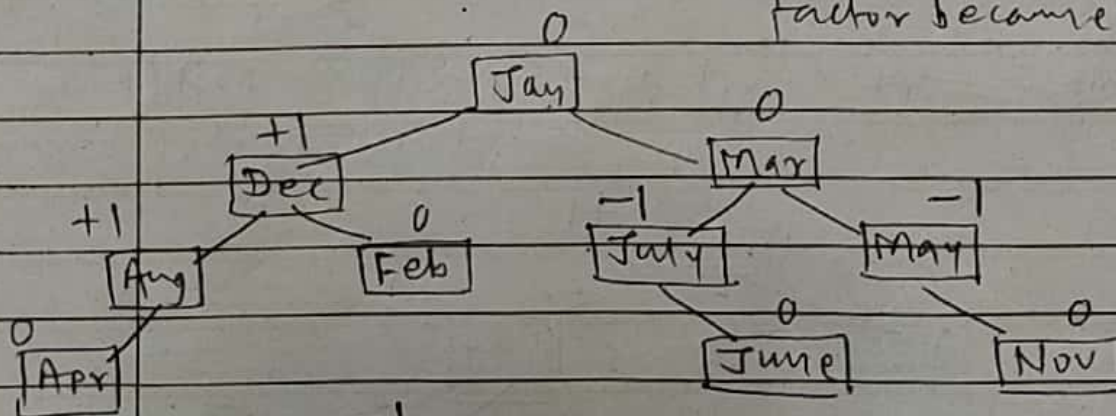 factor became
0
Jan
+1 0
Dec Mar
+1 0 -1 -1
Aug Feb July May
0 0 0
Apr June Nov